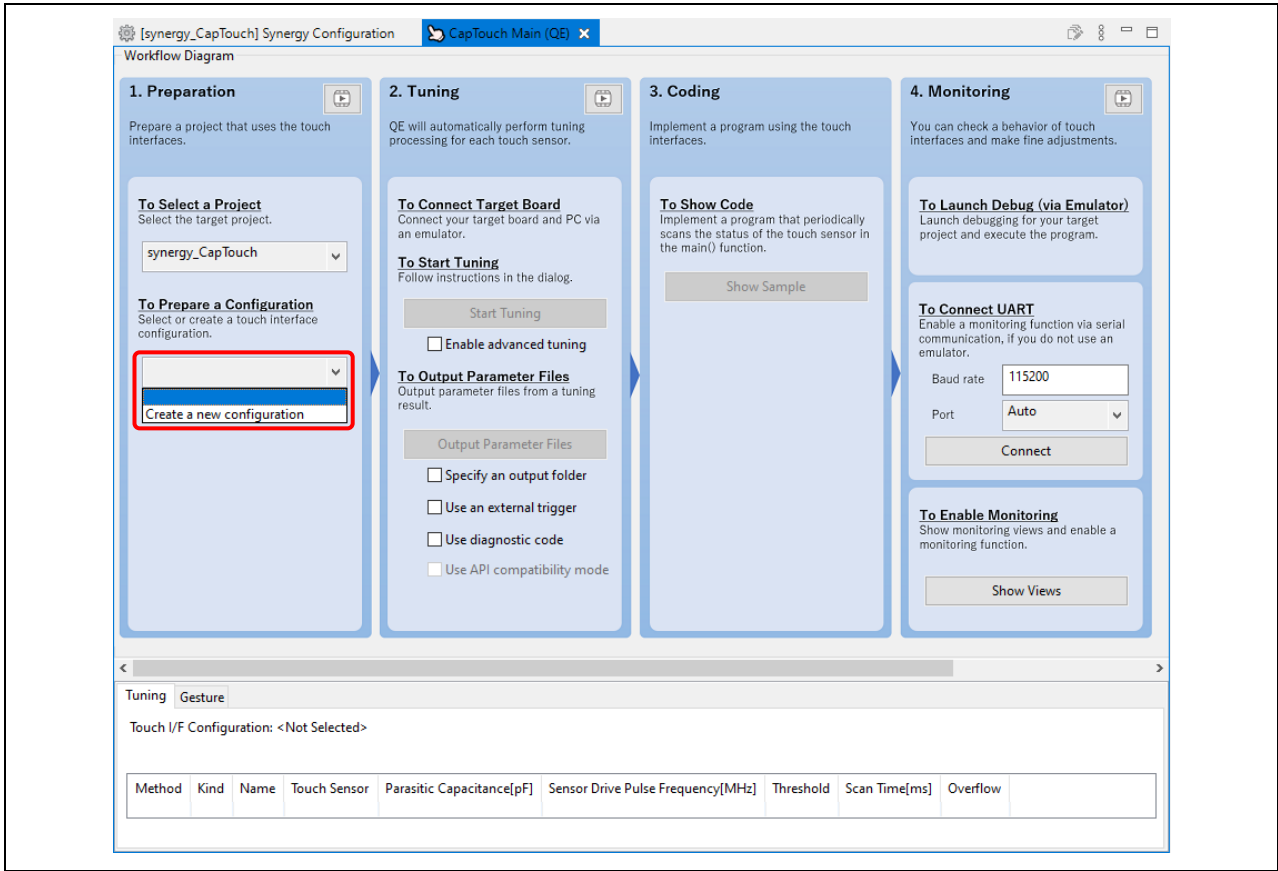 [synergy_CapTouch] Synergy Configuration
CapTouch Main (QE)
Workflow Diagram
1. Preparation
Prepare a project that uses the touch
interfaces.
To Select a Project
Select the target project.
synergy_CapTouch
To Prepare a Configuration
Select or create a touch interface
configuration.
Create a new configuration
2. Tuning
QE will automatically perform tuning
processing for each touch sensor.
To Connect Target Board
Connect your target board and PC via
an emulator.
To Start Tuning
Follow instructions in the dialog.
Start Tuning
Enable advanced tuning
To Output Parameter Files
Output parameter files from a tuning
result.
Output Parameter Files
Specify an output folder
Use an external trigger
Use diagnostic code
Use API compatibility mode
3. Coding
Implement a program using the touch
interfaces.
To Show Code
Implement a program that periodically
scans the status of the touch sensor in
the main() function.
Show Sample
4. Monitoring
You can check a behavior of touch
interfaces and make fine adjustments.
To Launch Debug (via Emulator)
Launch debugging for your target
project and execute the program.
To Connect UART
Enable a monitoring function via serial
communication, if you do not use an
emulator.
Baud rate 115200
Port Auto
Connect
To Enable Monitoring
Show monitoring views and enable a
monitoring function.
Show Views
Tuning Gesture
Touch I/F Configuration: <Not Selected>
Method Kind Name Touch Sensor Parasitic Capacitance[pF] Sensor Drive Pulse Frequency[MHz] Threshold Scan Time[ms] Overflow